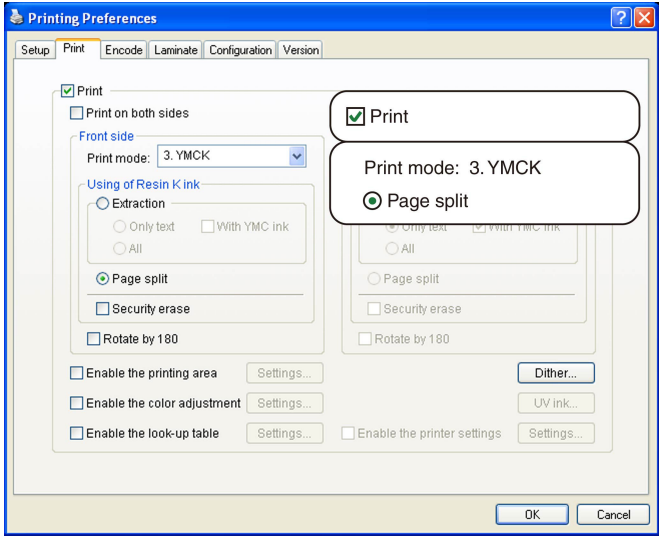 Printing Preferences
Setup Print Encode Laminate Configuration Version
Print
Print on both sides
Front side
Print mode: 3. YMCK
Using of Resin K ink
Extraction
Only text With YMC ink
All
Page split
Security erase
Rotate by 180
Print
Print mode: 3. YMCK
Page split
Only text With YMC ink
All
Page split
Security erase
Rotate by 180
Enable the printing area Settings... Dither...
Enable the color adjustment Settings... UV ink...
Enable the look-up table Settings... Enable the printer settings Settings...
OK Cancel